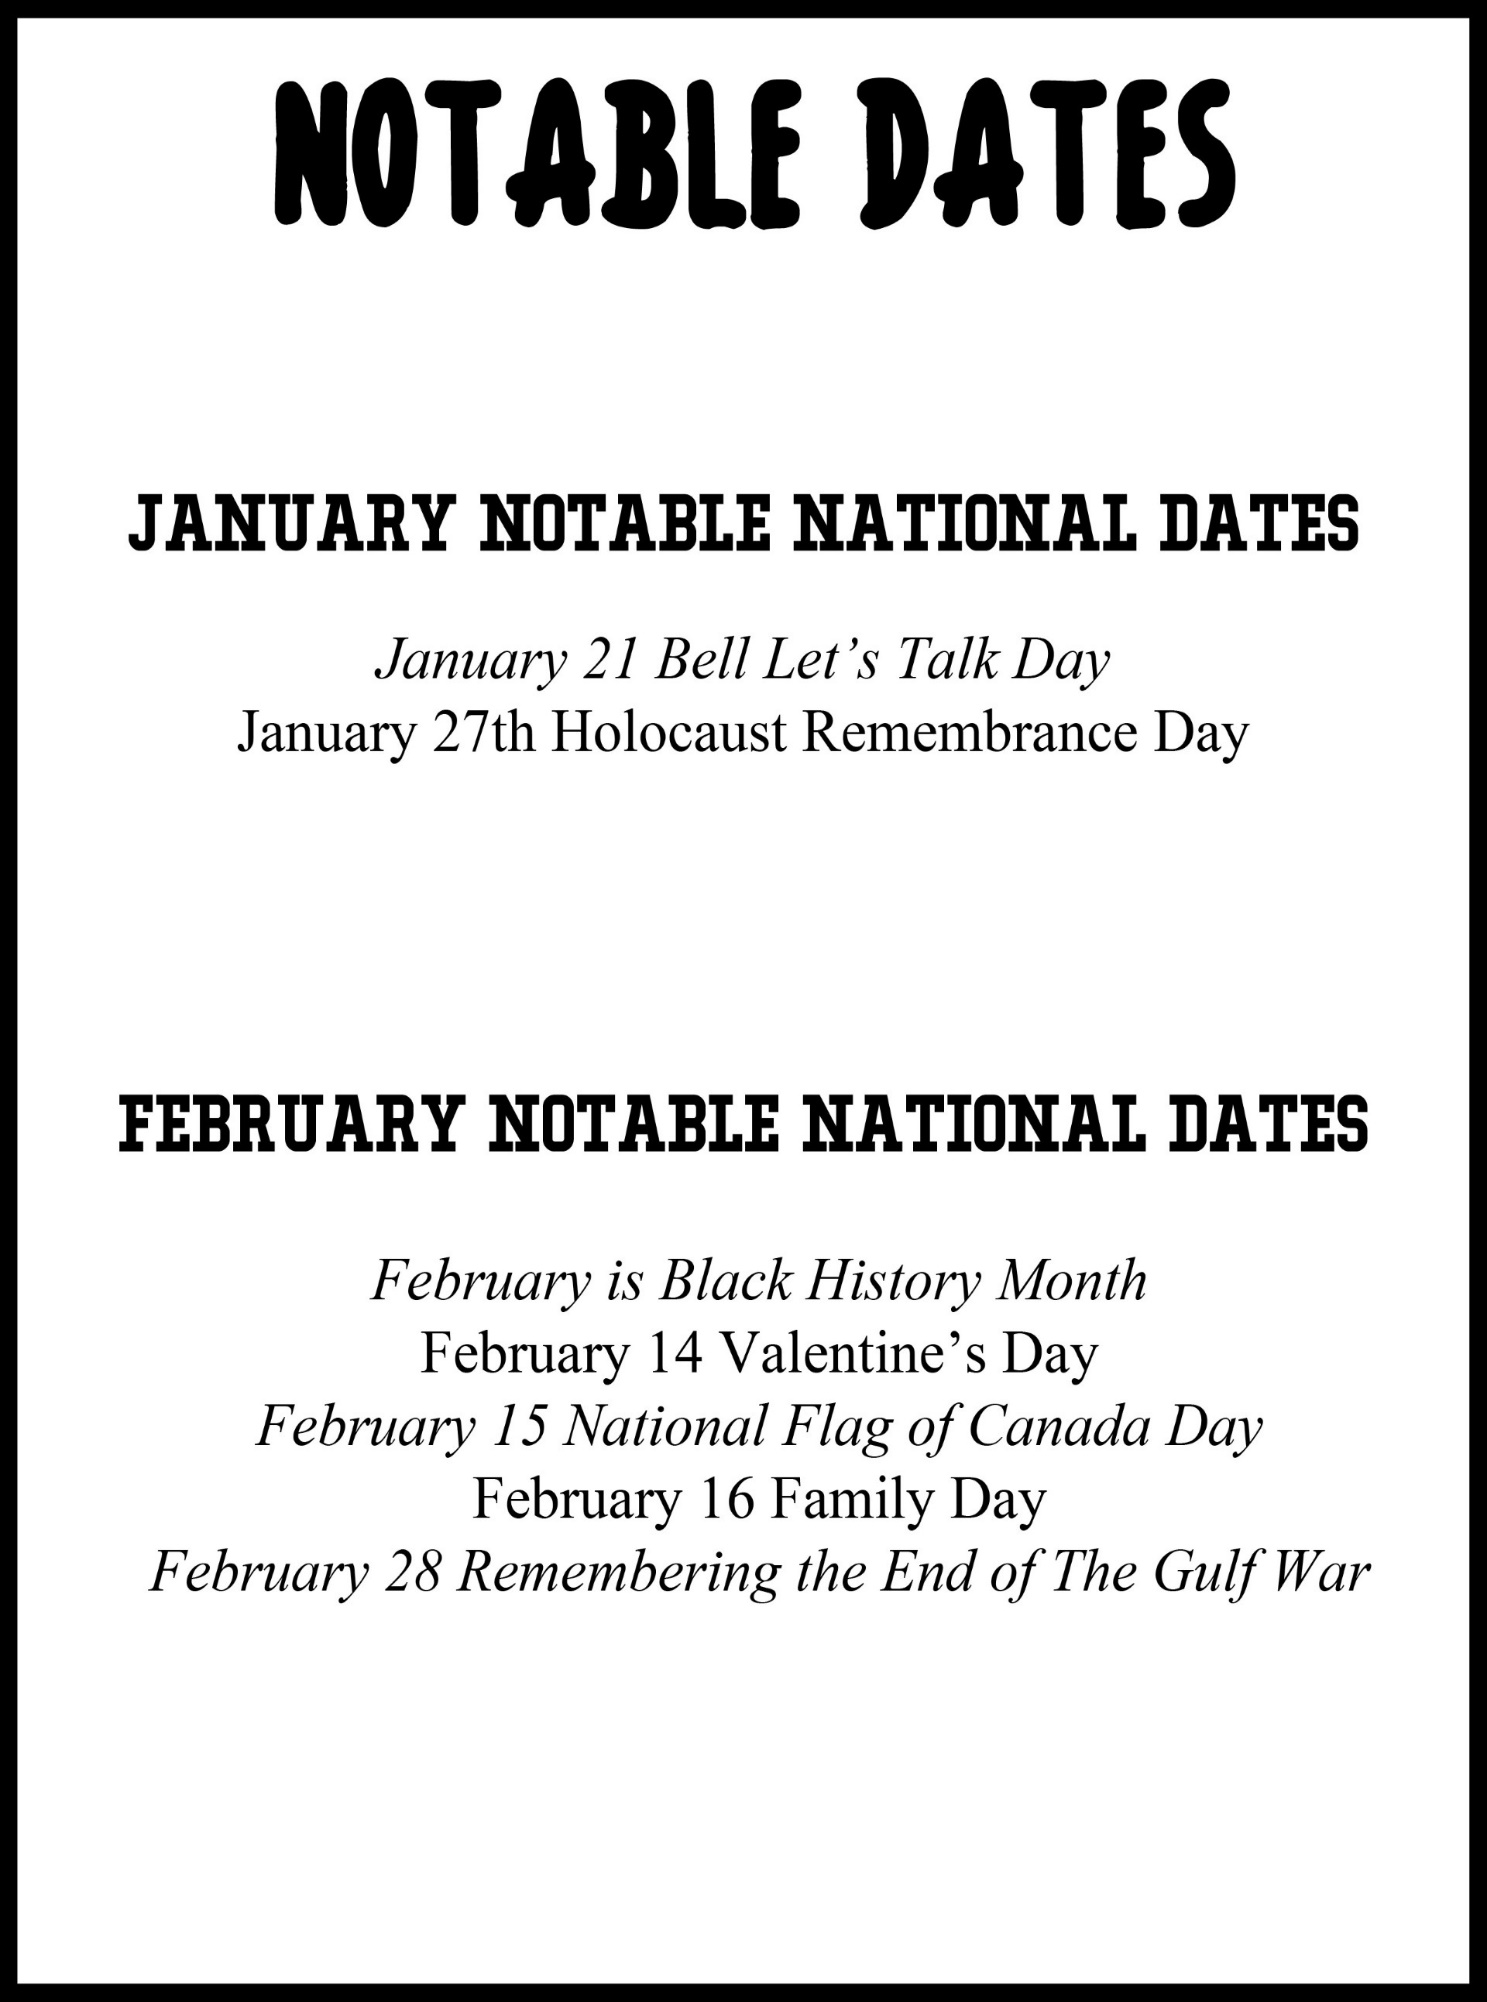 NOTABLE DATES
JANUARY NOTABLE NATIONAL DATES
January 21 Bell Let’s Talk Day
January 27th Holocaust Remembrance Day
FEBRUARY NOTABLE NATIONAL DATES
February is Black History Month
February 14 Valentine’s Day
February 15 National Flag of Canada Day
February 16 Family Day
February 28 Remembering the End of The Gulf War